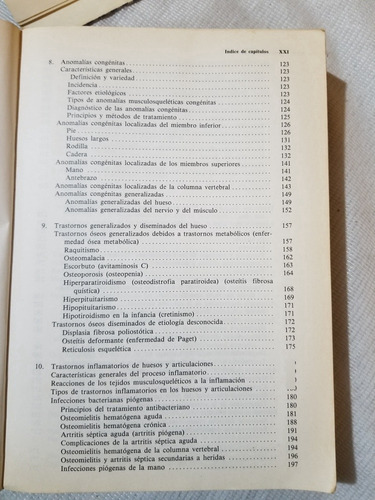 Indice de capítulos XXI
8. Anomalías congénitas 123
Características generales 123
Definición y variedad 123
Incidencia 123
Factores etiológicos 123
Tipos de anomalías musculosqueléticas congénitas 124
Diagnóstico de las anomalías congénitas 124
Principios y métodos de tratamiento 125
Anomalías congénitas localizadas del miembro inferior 126
Pie 126
Huesos largos 131
Rodilla 132
Cadera 132
Anomalías congénitas localizadas de los miembros superiores 141
Mano 141
Antebrazo 142
Anomalías congénitas localizadas de la columna vertebral 143
Anomalías congénitas generalizadas 149
Anomalías generalizadas del hueso 149
Anomalías generalizadas del nervio y del músculo 152
9. Trastornos generalizados y diseminados del hueso 157
Trastornos óseos generalizados debidos a trastornos metabólicos (enfer-
medad ósea metabólica) 157
Raquitismo 158
Osteomalacia 162
Escorbuto (avitaminosis C) 163
Osteoporosis (osteopenia) 164
Hiperparatiroidismo (osteodistrofia paratiroidea) (osteítis fibrosa
quística) 168
Hiperpituitarismo 169
Hipopituitarismo 171
Hipotiroidismo en la infancia (cretinismo) 171
Trastornos óseos diseminados de etiología desconocida 172
Displasia fibrosa poliostótica 172
Osteítis deformante (enfermedad de Paget) 173
Reticulosis esquelética 175
10. Trastornos inflamatorios de huesos y articulaciones
Características generales del proceso inflamatorio
Reacciones de los tejidos musculosqueléticos a la inflamación
Tipos de trastornos inflamatorios en los huesos y articulaciones
Infecciones bacterianas piógenas 180
Principios del tratamiento antibacteriano 180
Osteomielitis hematógena aguda 181
Osteomielitis hematógena crónica 188
Artritis séptica aguda (artritis piógena) 191
Complicaciones de la artritis séptica aguda 194
Osteomielitis hematógena de la columna vertebral 194
Osteomielitis y artritis séptica secundarias a heridas 196
Infecciones piógenas de la mano 197